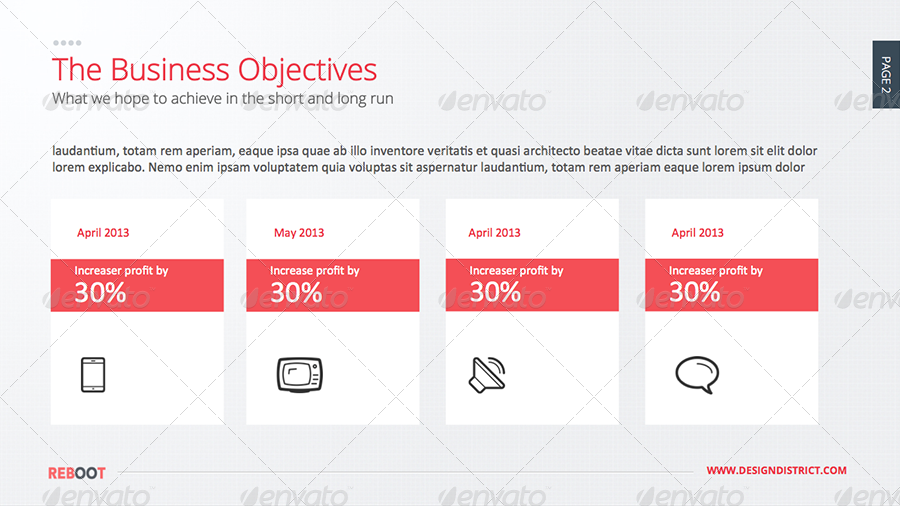 The Business Objectives
What we hope to achieve in the short and long run
PAGE 2
laudantium, totam rem aperiam, eaque ipsa quae ab illo inventore veritatis et quasi architecto beatae vitae dicta sunt lorem sit elit dolor
lorem explicabo. Nemo enim ipsam voluptatem quia voluptas sit aspernatur laudantium, totam rem aperiam eaque lorem ipsum dolor
April 2013
Increaser profit by
30%
May 2013
Increase profit by
30%
April 2013
Increaser profit by
30%
April 2013
Increaser profit by
30%
REBOOT
WWW.DESIGNDISTRICT.COM
envato
envato
envato
envato
envato
envato
envato
envato
envato
envato
envato
envato